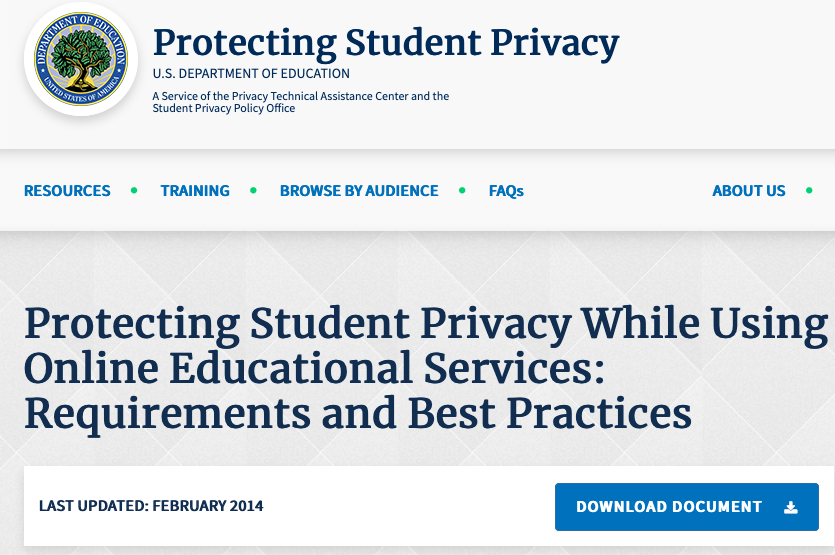 DEPARTMENT OF EDUCATION
UNITED STATES OF AMERICA
Protecting Student Privacy
U.S. DEPARTMENT OF EDUCATION
A Service of the Privacy Technical Assistance Center and the
Student Privacy Policy Office
RESOURCES • TRAINING • BROWSE BY AUDIENCE • FAQs ABOUT US •
Protecting Student Privacy While Using
Online Educational Services:
Requirements and Best Practices
LAST UPDATED: FEBRUARY 2014 DOWNLOAD DOCUMENT